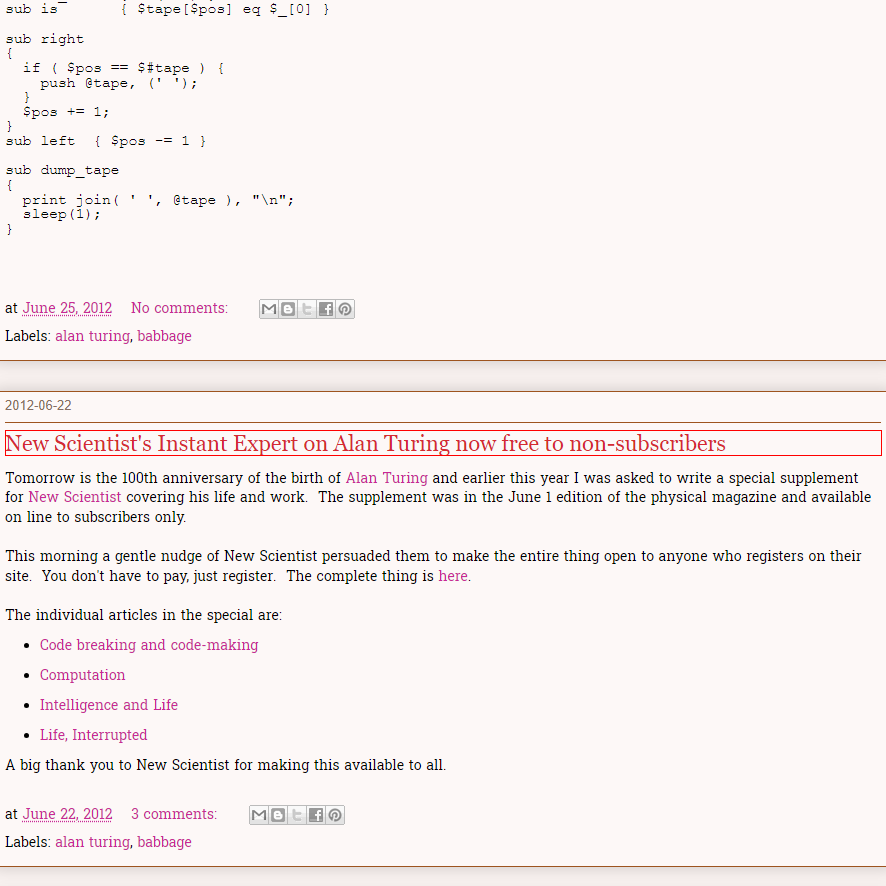 sub is_      { $tape[$pos] eq $_[0] }
sub right
{
  if ( $pos == $#tape ) {
    push @tape, (' ');
  }
  $pos += 1;
}
sub left  { $pos -= 1 }
sub dump_tape
{
  print join( ' ', @tape ), "\n";
  sleep(1);
}
at June 25, 2012 No comments:
Labels: alan turing, babbage
2012-06-22
New Scientist's Instant Expert on Alan Turing now free to non-subscribers
Tomorrow is the 100th anniversary of the birth of Alan Turing and earlier this year I was asked to write a special supplement
for New Scientist covering his life and work.  The supplement was in the June 1 edition of the physical magazine and available
on line to subscribers only.
This morning a gentle nudge of New Scientist persuaded them to make the entire thing open to anyone who registers on their
site.  You don't have to pay, just register.  The complete thing is here.
The individual articles in the special are:
• Code breaking and code-making
• Computation
• Intelligence and Life
• Life, Interrupted
A big thank you to New Scientist for making this available to all.
at June 22, 2012 3 comments:
Labels: alan turing, babbage